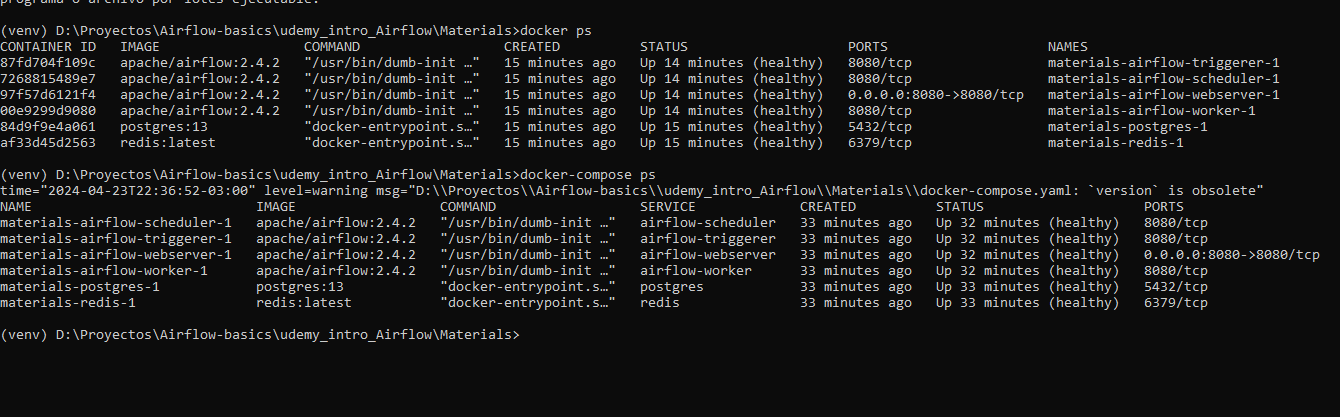 programa o archivo por lotes ejecutable.
(venv) D:\Proyectos\Airflow-basics\udemy_intro_Airflow\Materials>docker ps
CONTAINER ID   IMAGE                  COMMAND                  CREATED          STATUS                    PORTS                    NAMES
87fd704f109c   apache/airflow:2.4.2   "/usr/bin/dumb-init …"   15 minutes ago   Up 14 minutes (healthy)   8080/tcp                 materials-airflow-triggerer-1
7268815489e7   apache/airflow:2.4.2   "/usr/bin/dumb-init …"   15 minutes ago   Up 14 minutes (healthy)   8080/tcp                 materials-airflow-scheduler-1
97f57d6121f4   apache/airflow:2.4.2   "/usr/bin/dumb-init …"   15 minutes ago   Up 14 minutes (healthy)   0.0.0.0:8080->8080/tcp   materials-airflow-webserver-1
00e9299d9080   apache/airflow:2.4.2   "/usr/bin/dumb-init …"   15 minutes ago   Up 14 minutes (healthy)   8080/tcp                 materials-airflow-worker-1
84d9f9e4a061   postgres:13            "docker-entrypoint.s…"   15 minutes ago   Up 15 minutes (healthy)   5432/tcp                 materials-postgres-1
af33d45d2563   redis:latest           "docker-entrypoint.s…"   15 minutes ago   Up 15 minutes (healthy)   6379/tcp                 materials-redis-1
(venv) D:\Proyectos\Airflow-basics\udemy_intro_Airflow\Materials>docker-compose ps
time="2024-04-23T22:36:52-03:00" level=warning msg="D:\\Proyectos\\Airflow-basics\\udemy_intro_Airflow\\Materials\\docker-compose.yaml: `version` is obsolete"
NAME                            IMAGE                  COMMAND                  SERVICE             CREATED          STATUS                    PORTS
materials-airflow-scheduler-1   apache/airflow:2.4.2   "/usr/bin/dumb-init …"   airflow-scheduler   33 minutes ago   Up 32 minutes (healthy)   8080/tcp
materials-airflow-triggerer-1   apache/airflow:2.4.2   "/usr/bin/dumb-init …"   airflow-triggerer   33 minutes ago   Up 32 minutes (healthy)   8080/tcp
materials-airflow-webserver-1   apache/airflow:2.4.2   "/usr/bin/dumb-init …"   airflow-webserver   33 minutes ago   Up 32 minutes (healthy)   0.0.0.0:8080->8080/tcp
materials-airflow-worker-1      apache/airflow:2.4.2   "/usr/bin/dumb-init …"   airflow-worker      33 minutes ago   Up 32 minutes (healthy)   8080/tcp
materials-postgres-1            postgres:13            "docker-entrypoint.s…"   postgres            33 minutes ago   Up 33 minutes (healthy)   5432/tcp
materials-redis-1               redis:latest           "docker-entrypoint.s…"   redis               33 minutes ago   Up 33 minutes (healthy)   6379/tcp
(venv) D:\Proyectos\Airflow-basics\udemy_intro_Airflow\Materials>